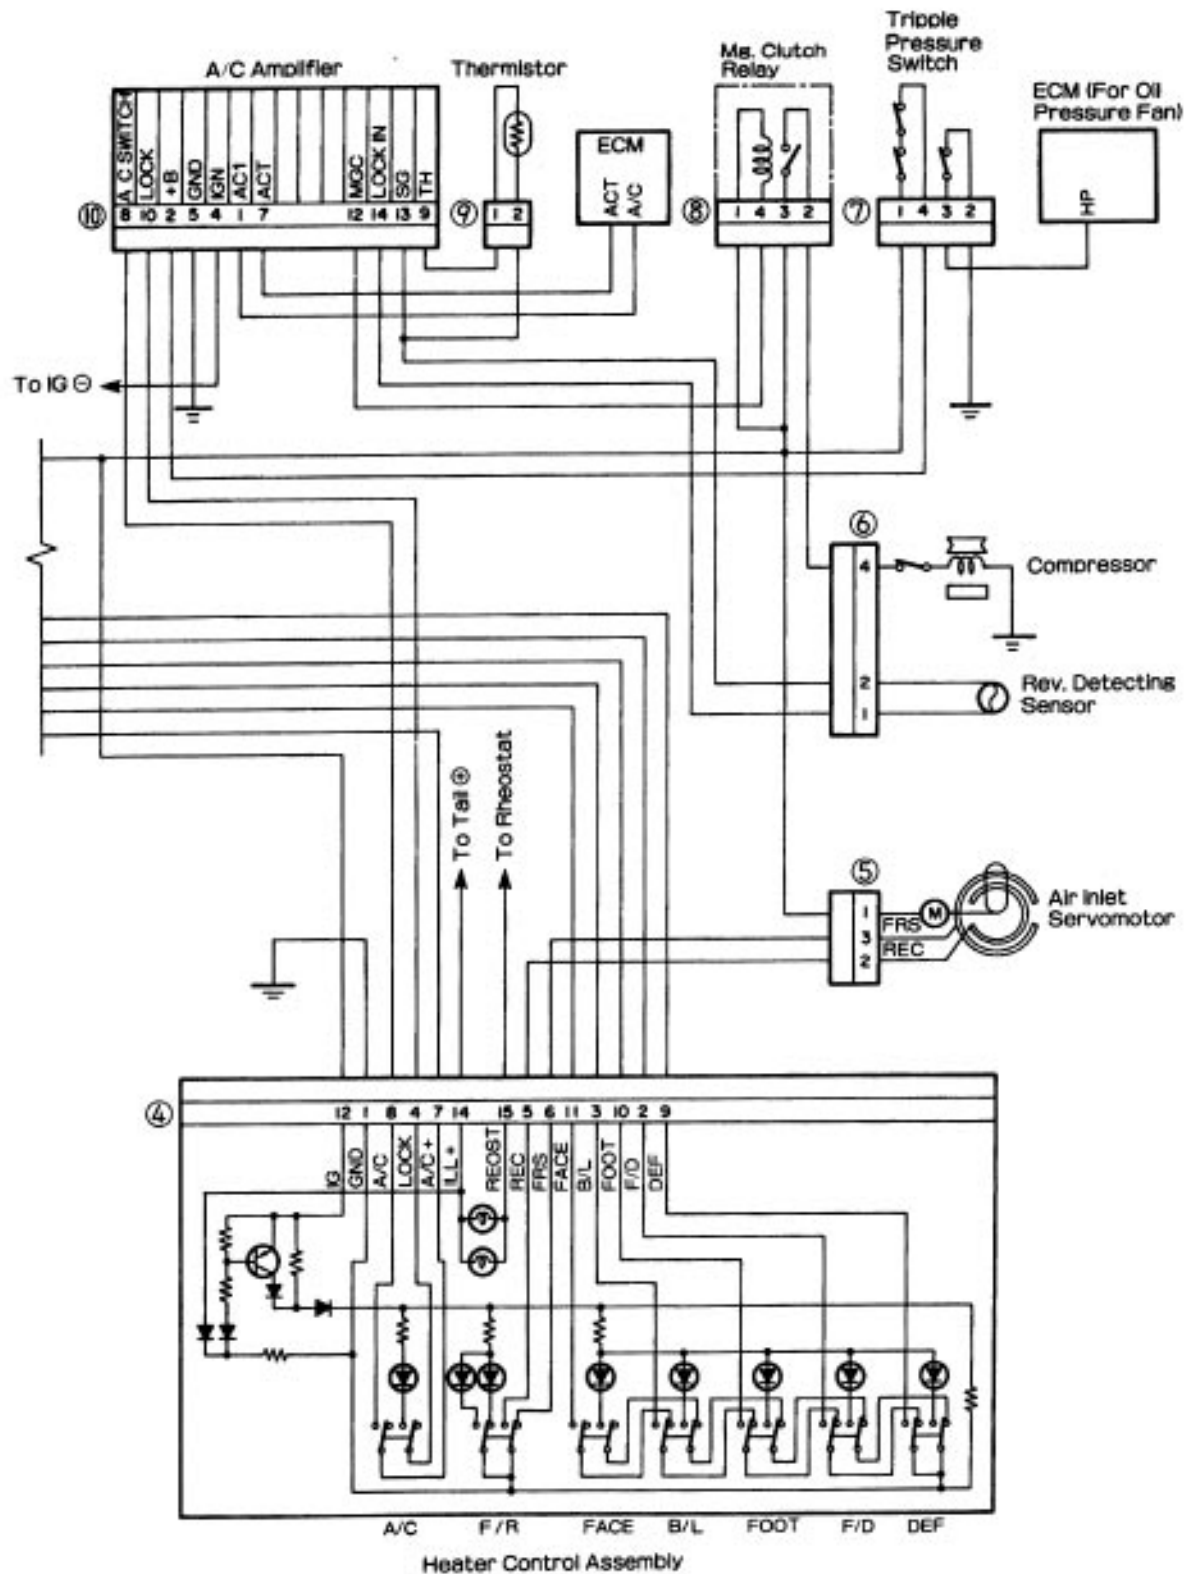 Tripple
Pressure
Switch
Mg. Clutch
Relay
A/C Amplifier
Thermistor
ECM (For Oil
Pressure Fan)
A C SWITCH
LOCK
+B
GND
IGN
AC1
ACT
MGC
LOCK IN
SG
TH
ECM
ACT
A/C
HP
⑩ 8 10 2 5 4 1 7 12 14 13 9
⑨ 1 2
⑧ 1 4 3 2
⑦ 1 4 3 2
To IG ⊖
⑥
4
Compressor
2
Rev. Detecting
Sensor
1
To Tail ⊕
To Rheostat
⑤
1
FRS
M
Air Inlet
Servomotor
3
REC
2
④ 12 1 8 4 7 14 15 5 6 11 3 10 2 9
IG
GND
A/C
LOCK
A/C+
ILL+
REOST
REC
FRS
FACE
B/L
FOOT
F/D
DEF
A/C F/R FACE B/L FOOT F/D DEF
Heater Control Assembly